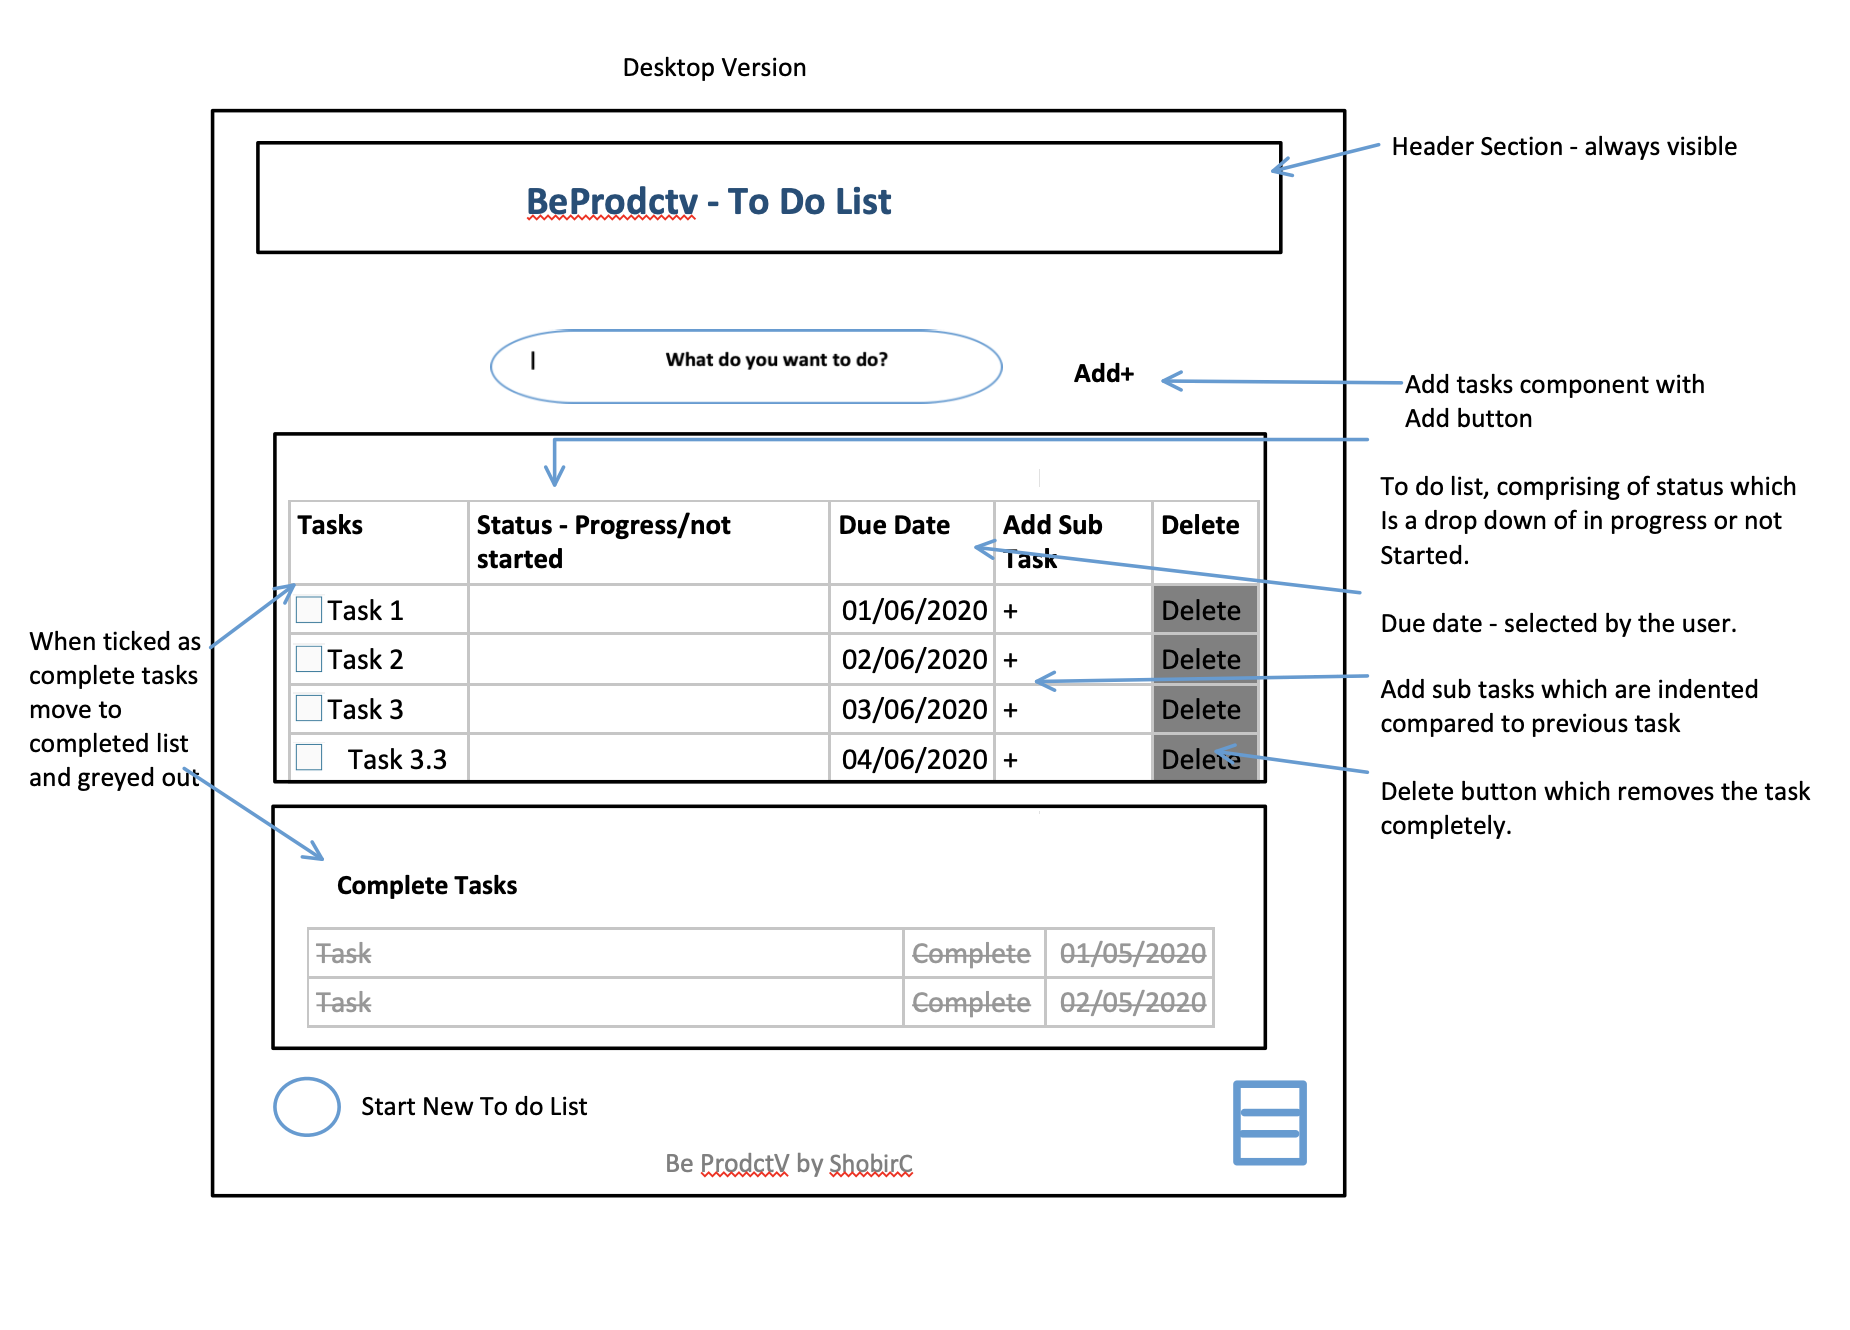 Desktop Version
Header Section - always visible
BeProdctv - To Do List
What do you want to do?
Add+
Add tasks component with
Add button
To do list, comprising of status which
Is a drop down of in progress or not
Started.
Tasks
Status - Progress/not
started
Due Date
Add Sub
Task
Delete
Task 1
01/06/2020
+
Delete
Task 2
02/06/2020
+
Delete
Task 3
03/06/2020
+
Delete
Task 3.3
04/06/2020
+
Delete
Due date - selected by the user.
Add sub tasks which are indented
compared to previous task
Delete button which removes the task
completely.
When ticked as
complete tasks
move to
completed list
and greyed out
Complete Tasks
Task
Complete
01/05/2020
Task
Complete
02/05/2020
Start New To do List
Be ProdctV by ShobirC